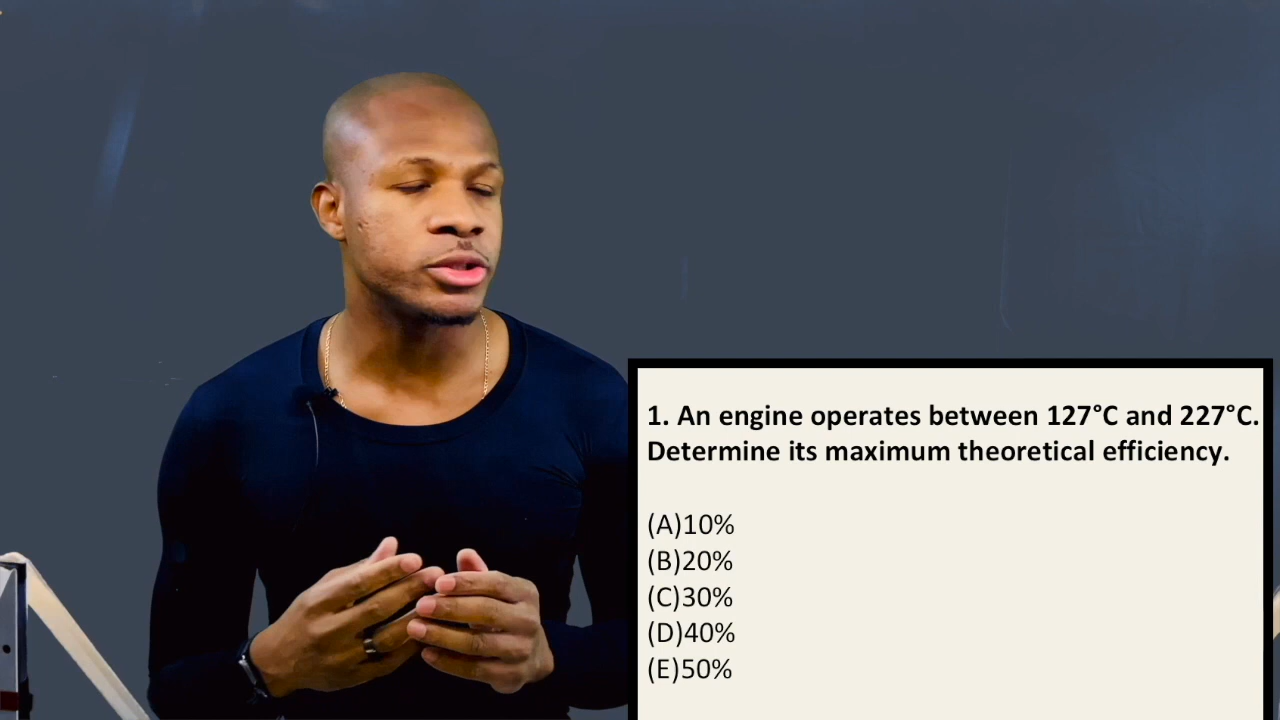 1. An engine operates between 127°C and 227°C.
Determine its maximum theoretical efficiency.
(A)10%
(B)20%
(C)30%
(D)40%
(E)50%